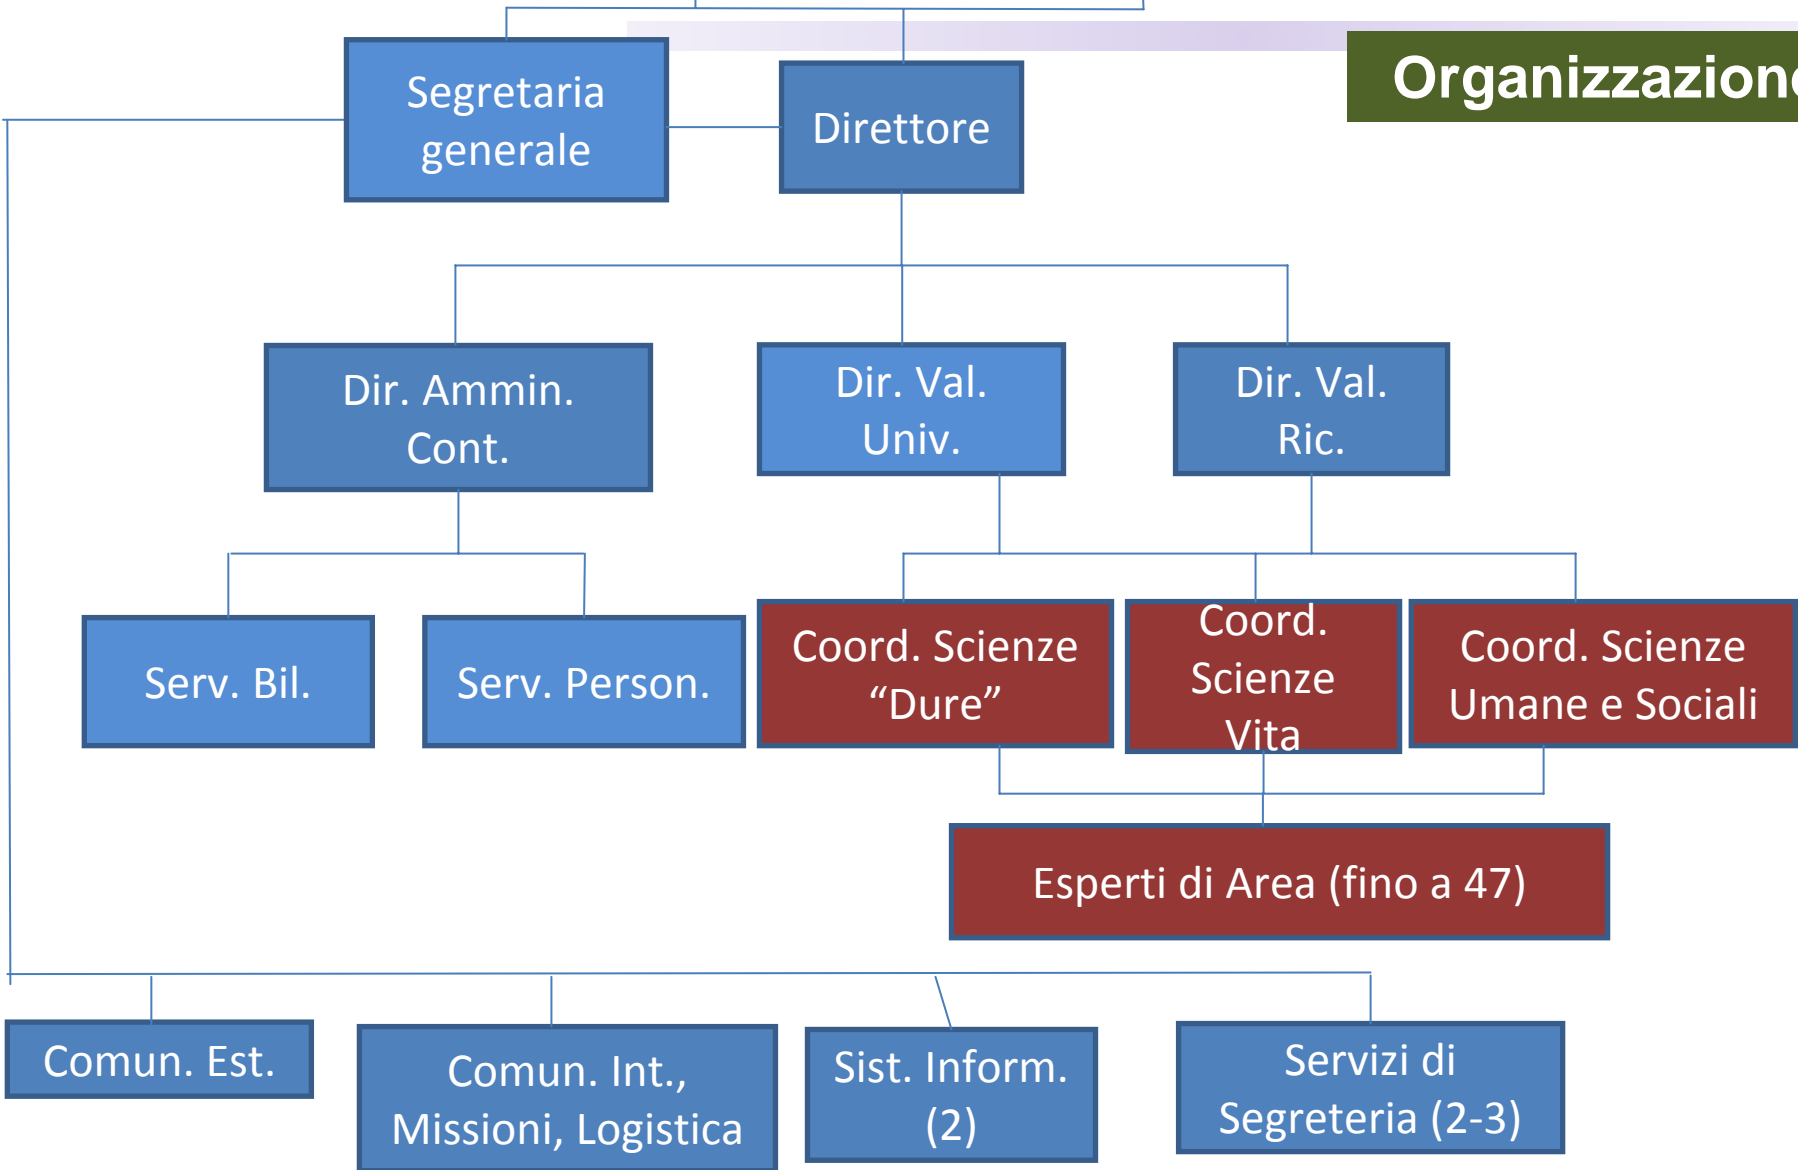 Organizzazione
Segretaria
generale
Direttore
Dir. Ammin.
Cont.
Dir. Val.
Univ.
Dir. Val.
Ric.
Serv. Bil.
Serv. Person.
Coord. Scienze
“Dure”
Coord.
Scienze
Vita
Coord. Scienze
Umane e Sociali
Esperti di Area (fino a 47)
Comun. Est.
Comun. Int.,
Missioni, Logistica
Sist. Inform.
(2)
Servizi di
Segreteria (2-3)